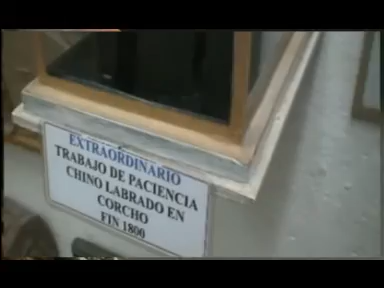 EXTRAORDINARIO
TRABAJO DE PACIENCIA
CHINO LABRADO EN
CORCHO
FIN 1800